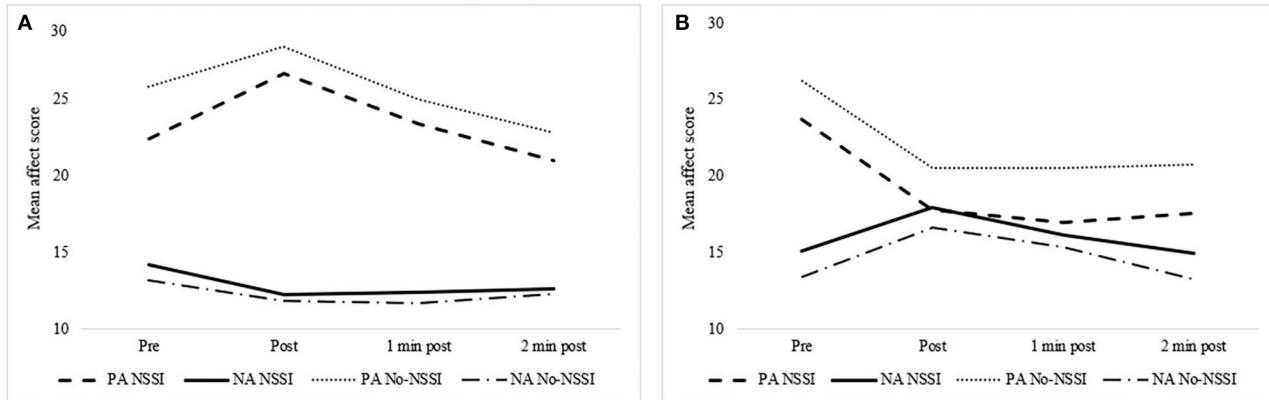 A
30
25
20
15
10
Mean affect score
Pre Post 1 min post 2 min post
PA NSSI NA NSSI PA No-NSSI NA No-NSSI
B
30
25
20
15
10
Mean affect score
Pre Post 1 min post 2 min post
PA NSSI NA NSSI PA No-NSSI NA No-NSSI